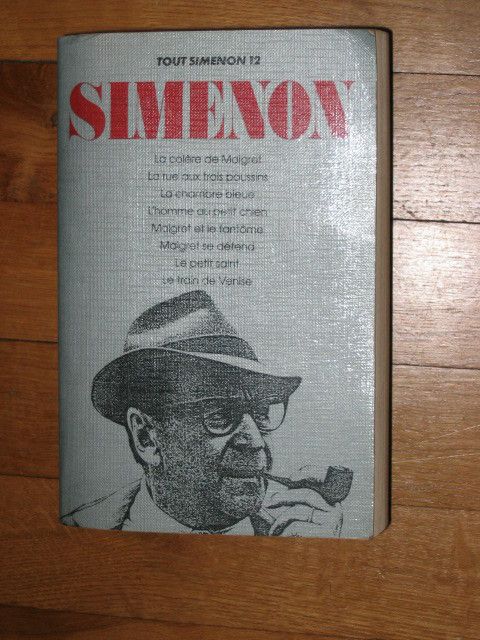 TOUT SIMENON 12
SIMENON
La colère de Maigret
La rue aux trois poussins
La chambre bleue
L'homme au petit chien
Maigret et le fantôme
Maigret se défend
Le petit saint
Le train de Venise